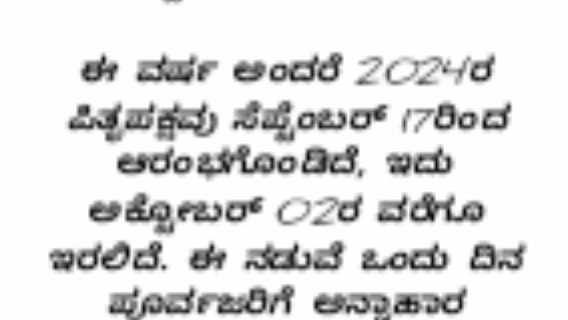 ಈ ವರ್ಷ ಅಂದರೆ 2024ರ
ಪಿತೃಪಕ್ಷವು ಸೆಪ್ಟೆಂಬರ್ 17ರಿಂದ
ಆರಂಭಗೊಂಡಿದೆ, ಇದು
ಅಕ್ಟೋಬರ್ 02ರ ವರೆಗೂ
ಇರಲಿದೆ. ಈ ನಡುವೆ ಒಂದು ದಿನ
ಪೂರ್ವಜರಿಗೆ ಅನ್ನಾಹಾರ